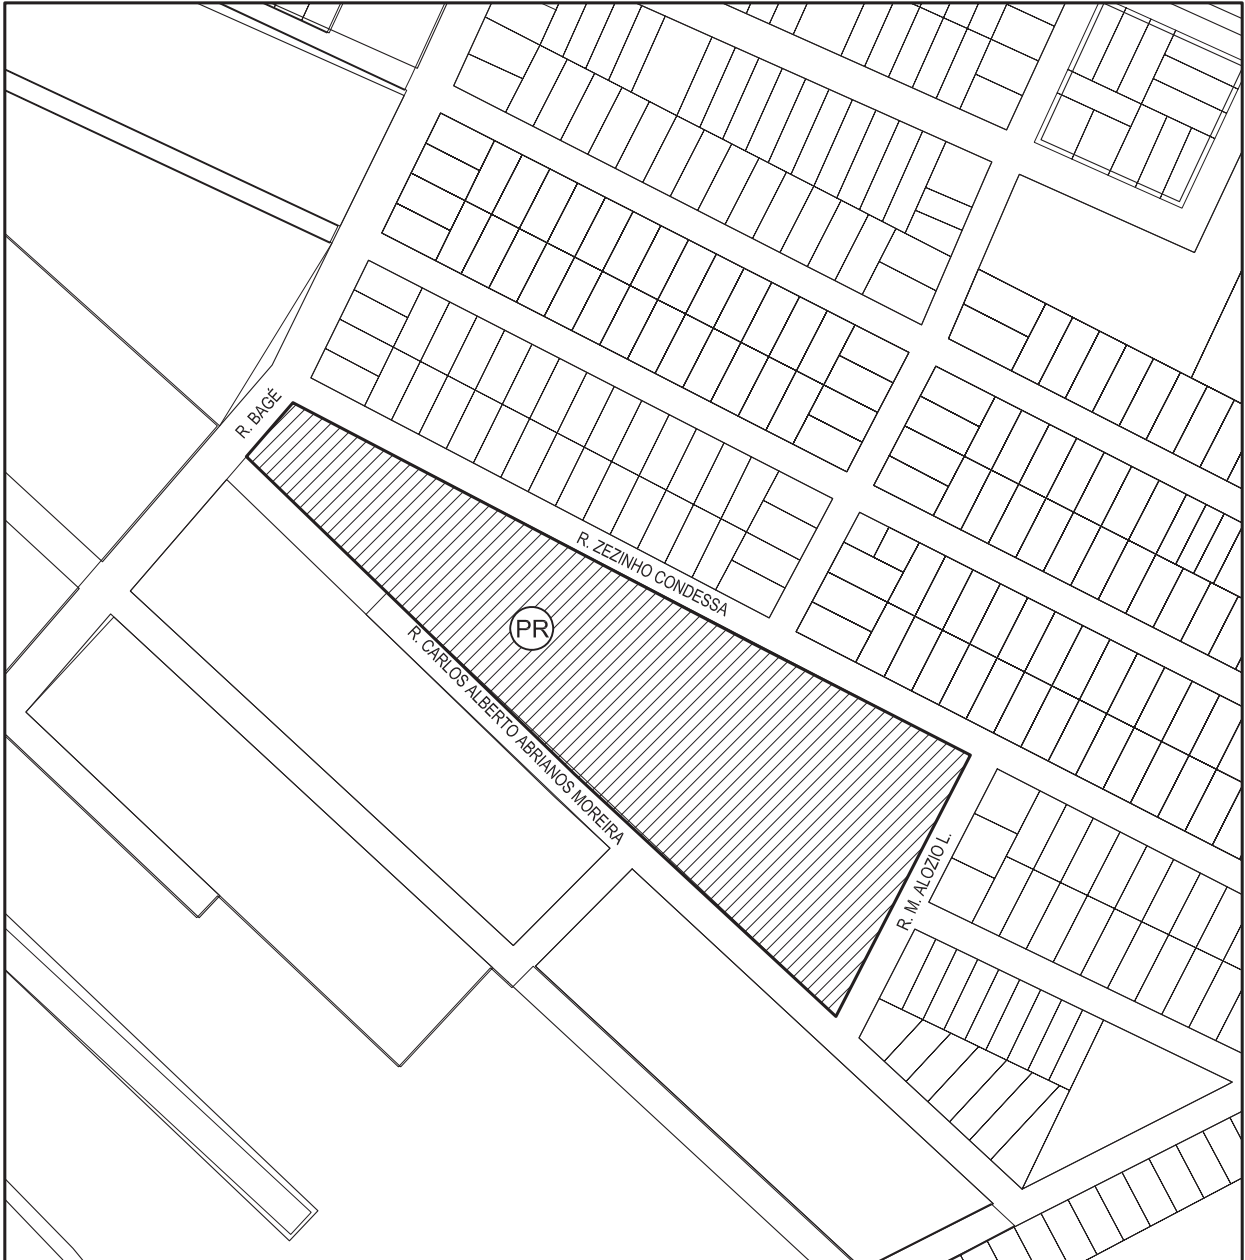 R. BAGÉ
R. ZEZINHO CONDESSA
PR
R. CARLOS ALBERTO ABRIANOS MOREIRA
R. M. ALOZIO L.